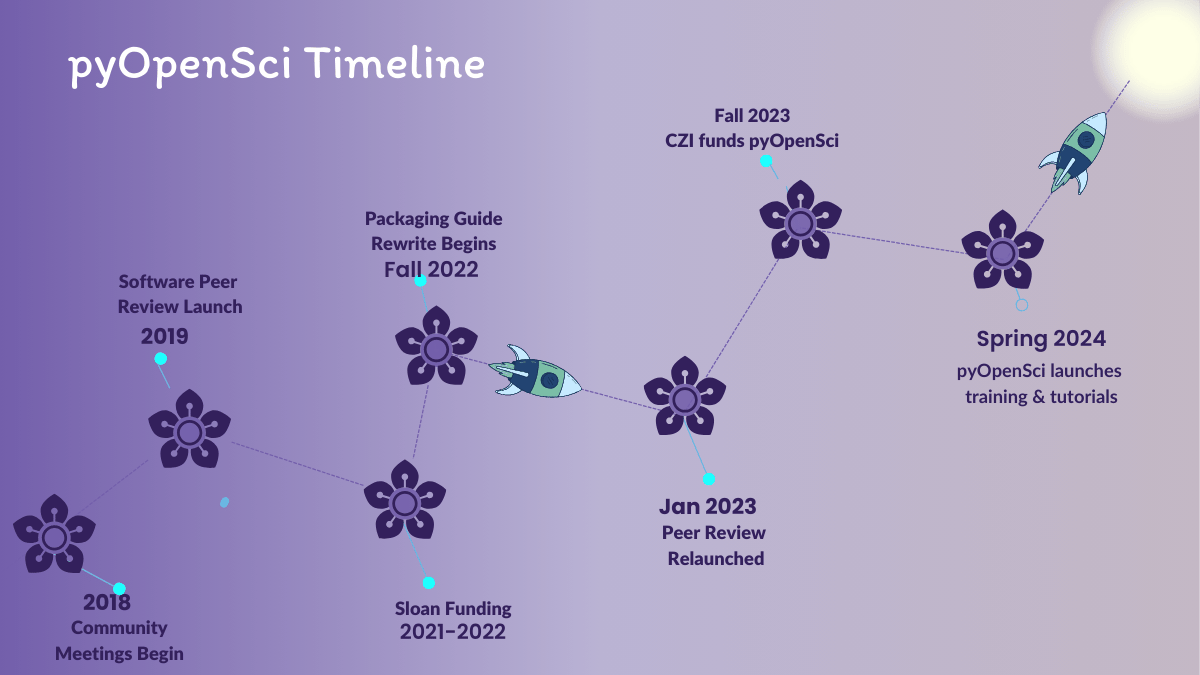 pyOpenSci Timeline
2018
Community
Meetings Begin
Software Peer
Review Launch
2019
Sloan Funding
2021-2022
Packaging Guide
Rewrite Begins
Fall 2022
Jan 2023
Peer Review
Relaunched
Fall 2023
CZI funds pyOpenSci
Spring 2024
pyOpenSci launches
training & tutorials